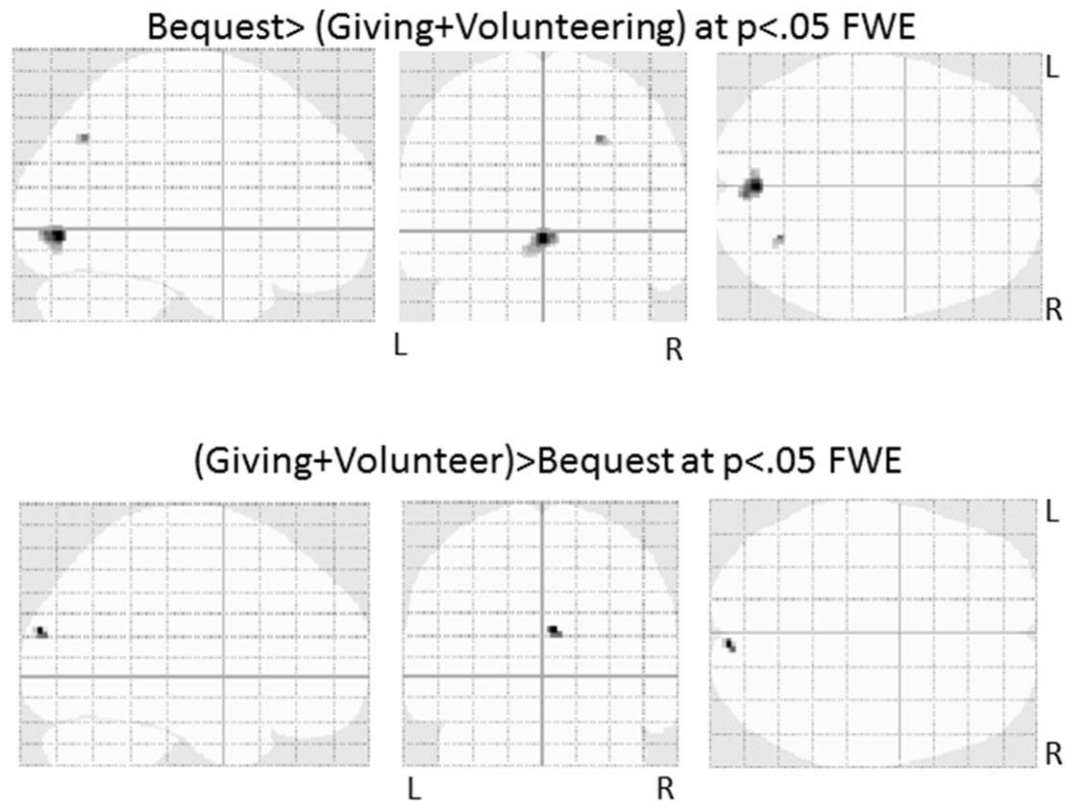 Bequest> (Giving+Volunteering) at p<.05 FWE
L
R
L R
(Giving+Volunteer)>Bequest at p<.05 FWE
L
R
L R